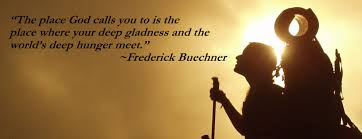 “The place God calls you to is the
place where your deep gladness and the
world’s deep hunger meet.”
~Frederick Buechner